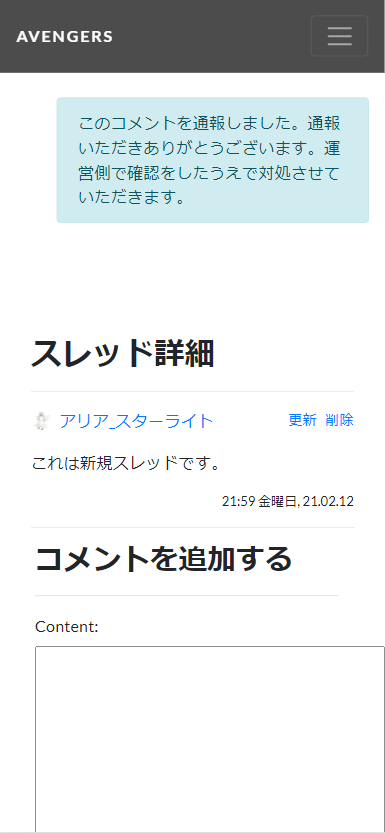 AVENGERS
このコメントを通報しました。通報
いただきありがとうございます。運
営側で確認をしたうえで対処させて
いただきます。
スレッド詳細
アリア_スターライト 更新 削除
これは新規スレッドです。
21:59 金曜日, 21.02.12
コメントを追加する
Content: